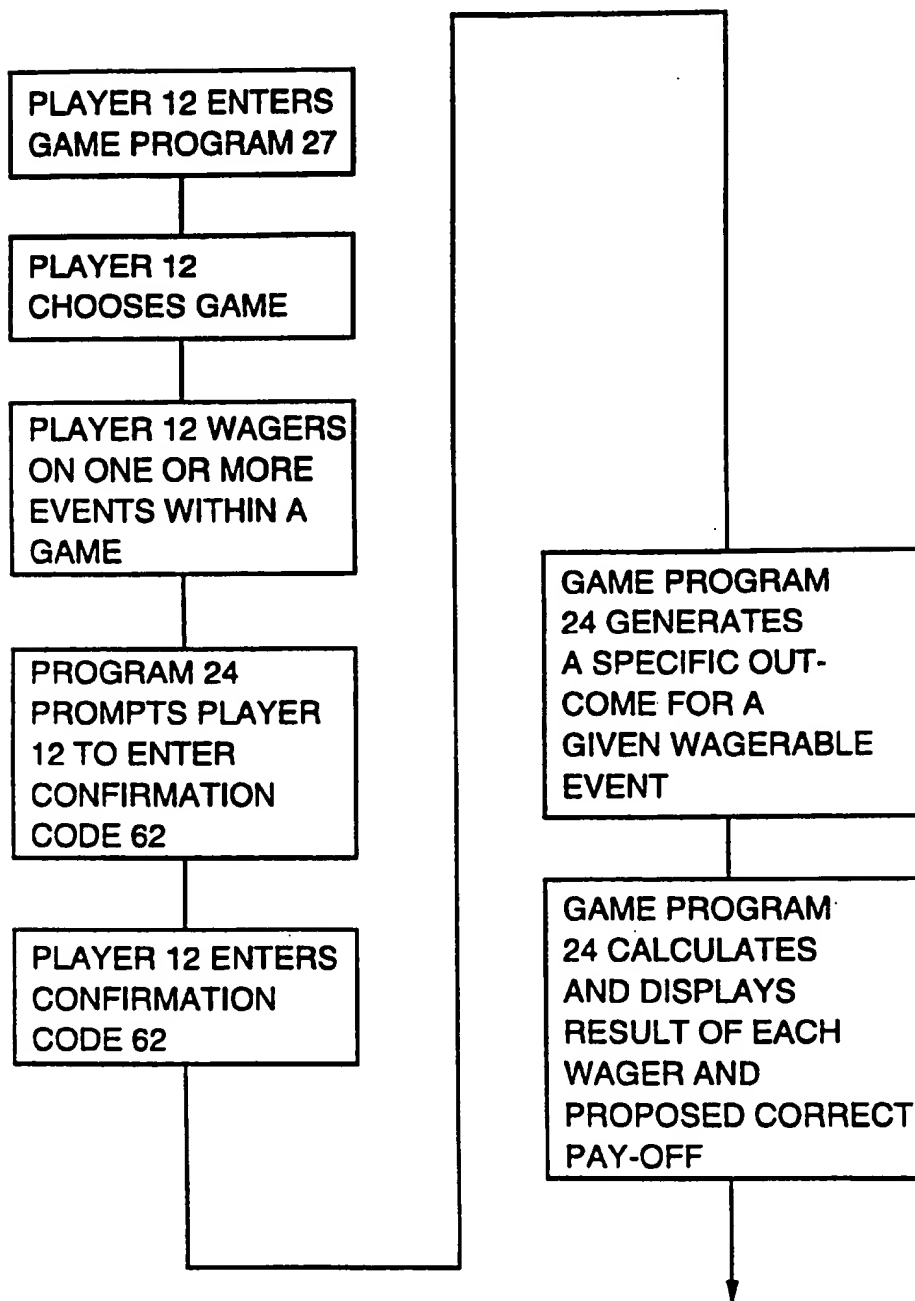 PLAYER 12 ENTERS
GAME PROGRAM 27
PLAYER 12
CHOOSES GAME
PLAYER 12 WAGERS
ON ONE OR MORE
EVENTS WITHIN A
GAME
PROGRAM 24
PROMPTS PLAYER
12 TO ENTER
CONFIRMATION
CODE 62
PLAYER 12 ENTERS
CONFIRMATION
CODE 62
GAME PROGRAM
24 GENERATES
A SPECIFIC OUT-
COME FOR A
GIVEN WAGERABLE
EVENT
GAME PROGRAM
24 CALCULATES
AND DISPLAYS
RESULT OF EACH
WAGER AND
PROPOSED CORRECT
PAY-OFF